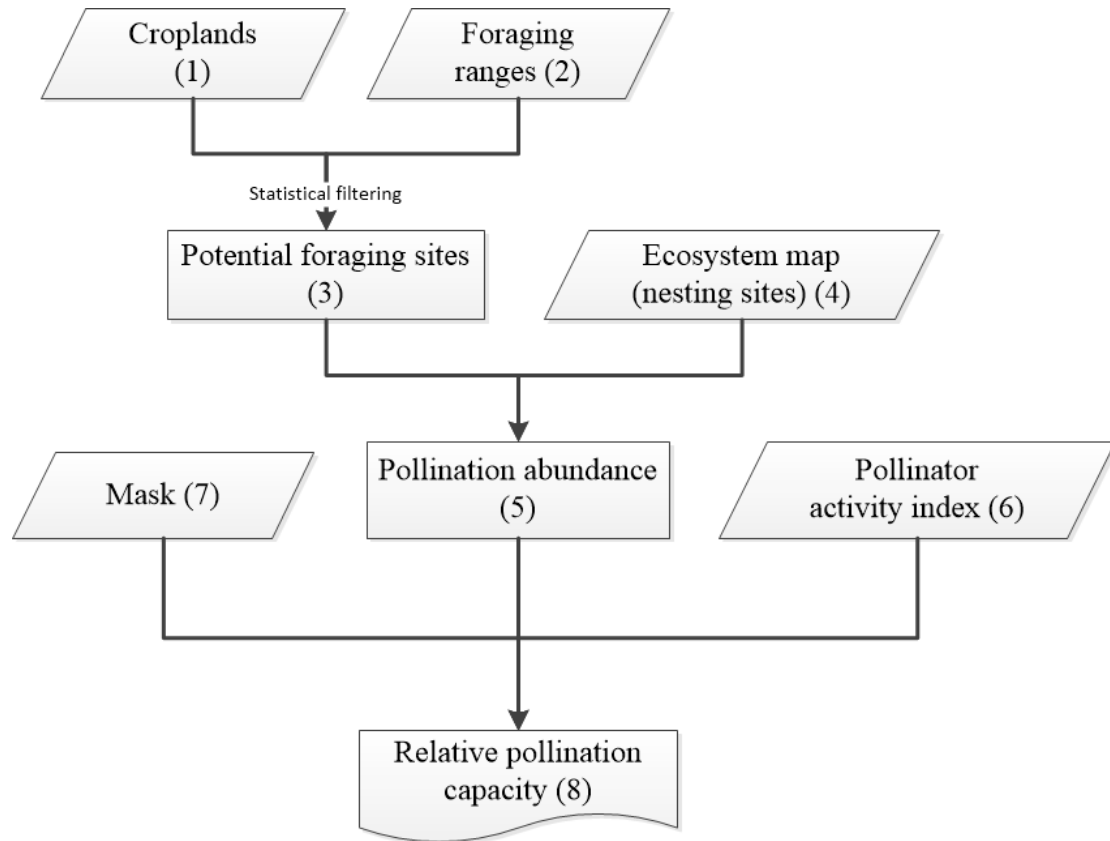 Croplands
(1)
Foraging
ranges (2)
Statistical filtering
Potential foraging sites
(3)
Ecosystem map
(nesting sites) (4)
Mask (7)
Pollination abundance
(5)
Pollinator
activity index (6)
Relative pollination
capacity (8)